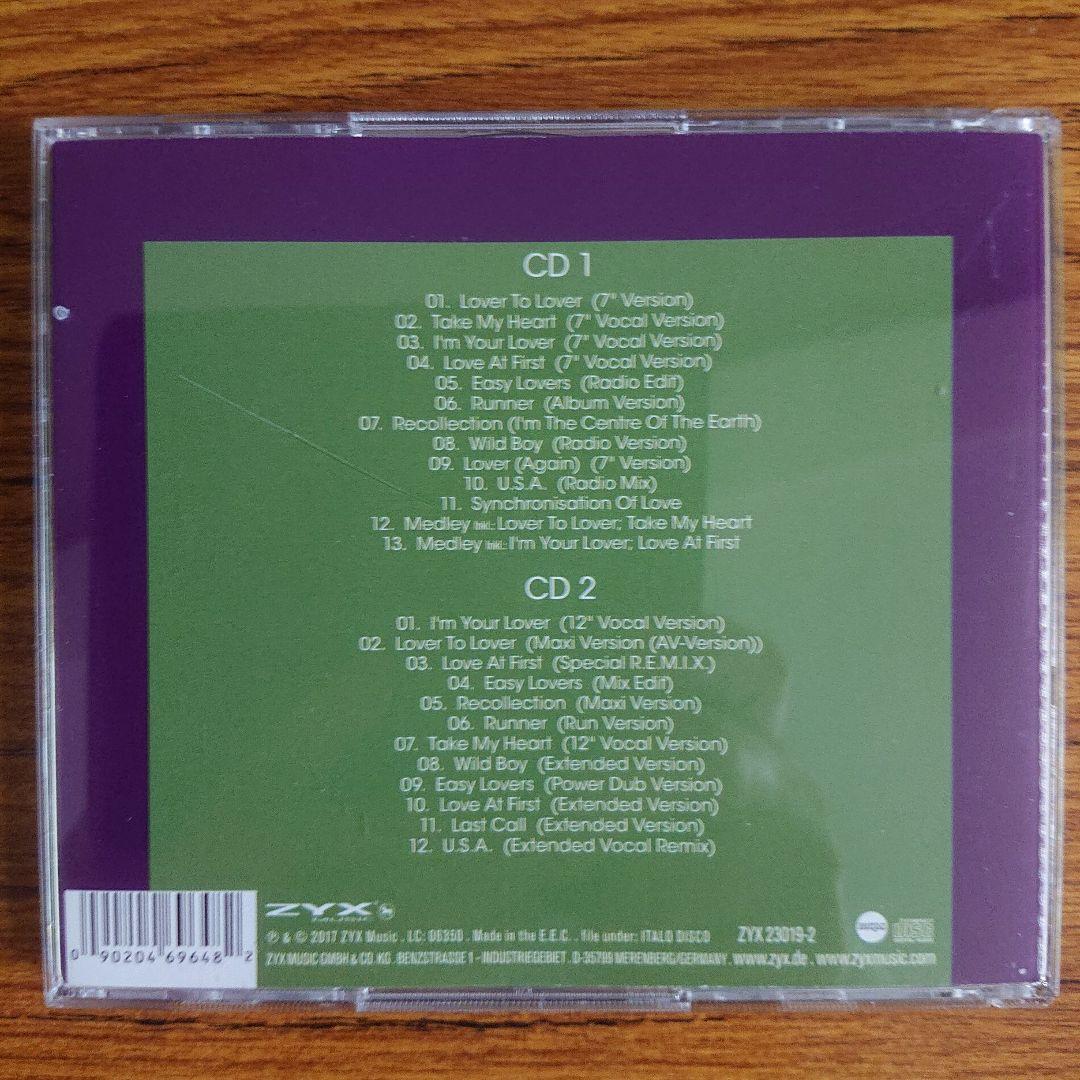 CD 1
01. Lover To Lover (7" Version)
02. Take My Heart (7" Vocal Version)
03. I'm Your Lover (7" Vocal Version)
04. Love At First (7" Vocal Version)
05. Easy Lovers (Radio Edit)
06. Runner (Album Version)
07. Recollection (I'm The Centre Of The Earth)
08. Wild Boy (Radio Version)
09. Lover (Again) (7" Version)
10. U.S.A. (Radio Mix)
11. Synchronisation Of Love
12. Medley Inkl.: Lover To Lover; Take My Heart
13. Medley Inkl.: I'm Your Lover; Love At First
CD 2
01. I'm Your Lover (12" Vocal Version)
02. Lover To Lover (Maxi Version (AV-Version))
03. Love At First (Special R.E.M.I.X.)
04. Easy Lovers (Mix Edit)
05. Recollection (Maxi Version)
06. Runner (Run Version)
07. Take My Heart (12" Vocal Version)
08. Wild Boy (Extended Version)
09. Easy Lovers (Power Dub Version)
10. Love At First (Extended Version)
11. Last Call (Extended Version)
12. U.S.A. (Extended Vocal Remix)
ZYX
℗ & © 2017 ZYX Music . LC: 06350 . Made in the E.E.C. . file under: ITALO DISCO ZYX 23019-2
ZYX MUSIC GMBH & CO. KG . BENZSTRASSE 1 - INDUSTRIEGEBIET . D-35799 MERENBERG/GERMANY . www.zyx.de . www.zyxmusic.com
0 90204 69648 2